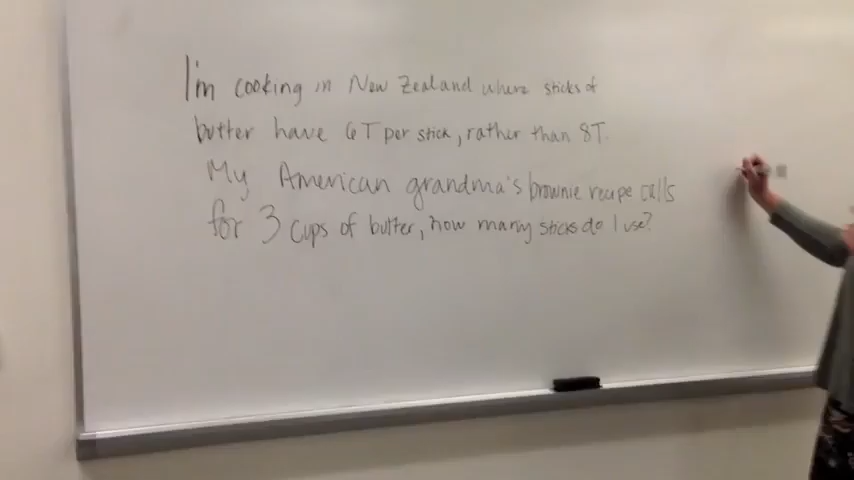 I'm cooking in New Zealand where sticks of
butter have 6T per stick, rather than 8T.
My American grandma's brownie recipe calls
for 3 cups of butter, how many sticks do I use?